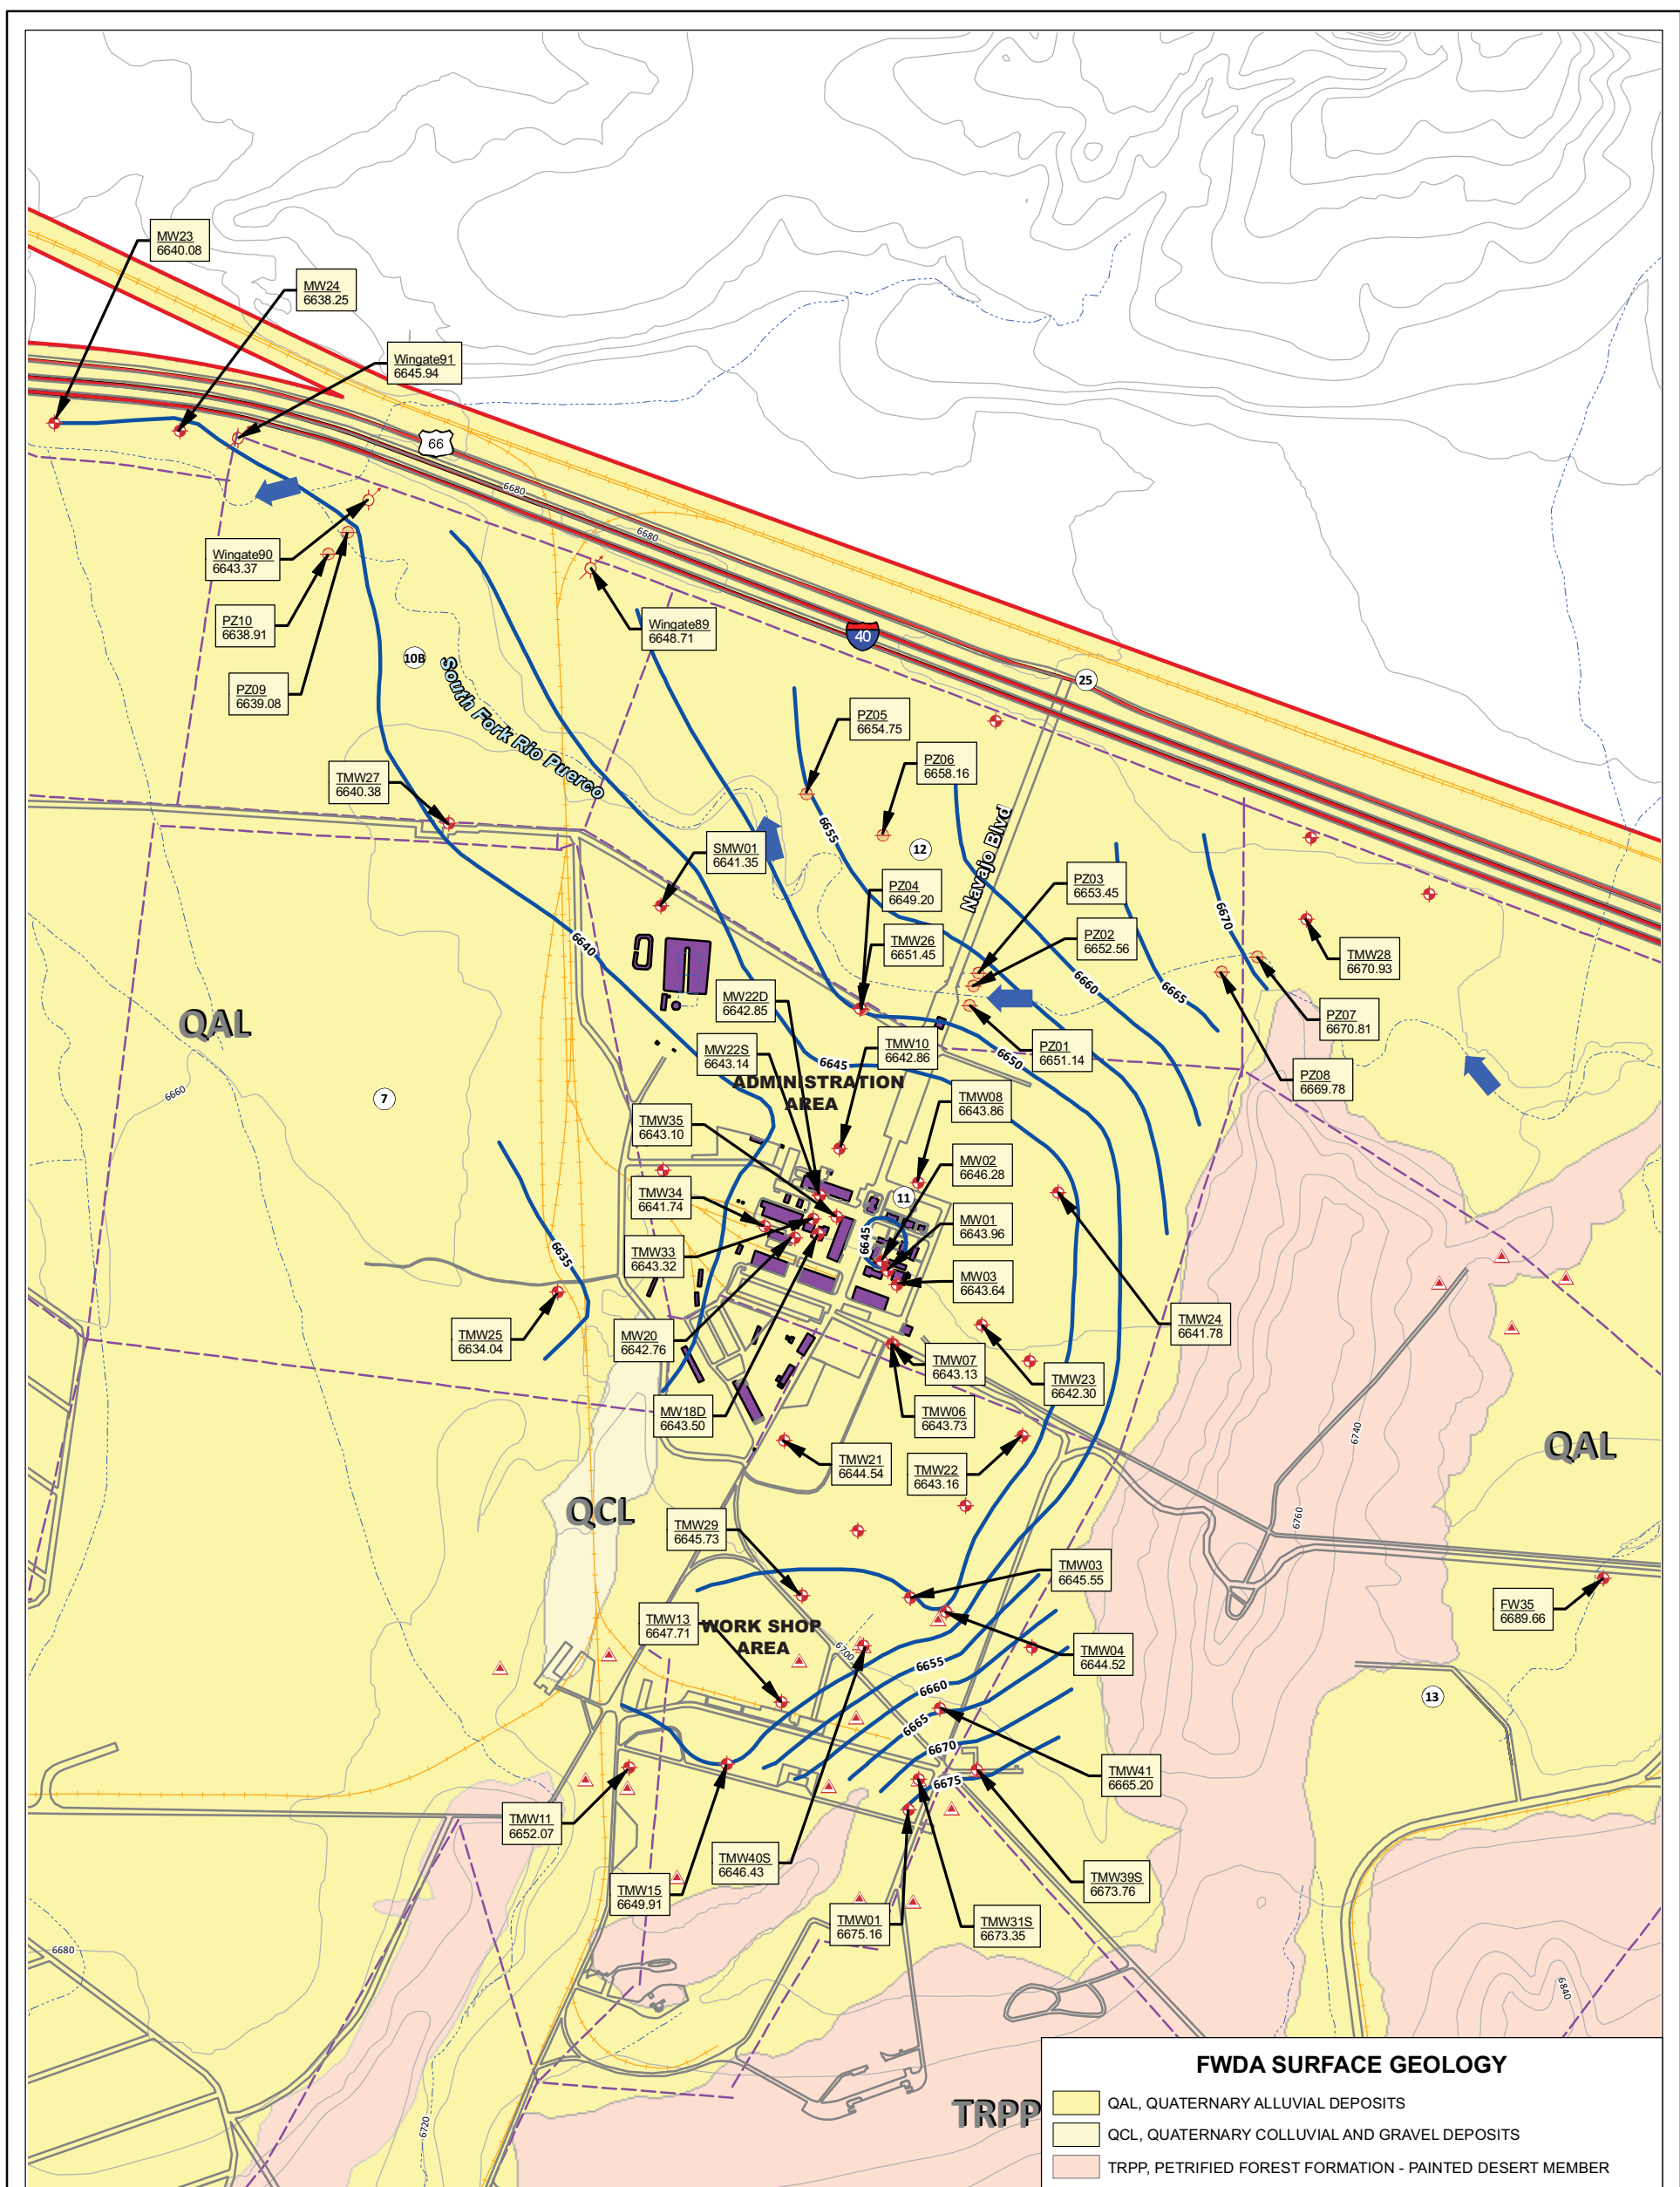 MW23
6640.08
MW24
6638.25
Wingate91
6645.94
66
6680
6680
Wingate90
6643.37
PZ10
6638.91
PZ09
6639.08
Wingate89
6648.71
40
10B
South Fork Rio Puerco
25
PZ05
6654.75
PZ06
6658.16
TMW27
6640.38
6655
12
Navajo Blvd
SMW01
6641.35
PZ04
6649.20
PZ03
6653.45
TMW26
6651.45
PZ02
6652.56
6670
TMW28
6670.93
6640
6660
6665
QAL
MW22D
6642.85
PZ07
6670.81
MW22S
6643.14
TMW10
6642.86
6645
6650
PZ01
6651.14
PZ08
6669.78
ADMINISTRATION
AREA
6660
7
TMW08
6643.86
TMW35
6643.10
MW02
6646.28
11
TMW34
6641.74
MW01
6643.96
6645
TMW33
6643.32
6635
MW03
6643.64
TMW25
6634.04
MW20
6642.76
TMW24
6641.78
TMW07
6643.13
TMW23
6642.30
MW18D
6643.50
TMW06
6643.73
6740
QAL
TMW21
6644.54
TMW22
6643.16
QCL
6760
TMW29
6645.73
TMW03
6645.55
FW35
6689.66
TMW13
6647.71
WORK SHOP
AREA
6700
TMW04
6644.52
6655
6660
13
6665
6670
TMW41
6665.20
6675
TMW11
6652.07
TMW40S
6646.43
TMW39S
6673.76
TMW15
6649.91
TMW01
6675.16
TMW31S
6673.35
6680
6840
6720
TRPP
FWDA SURFACE GEOLOGY
QAL, QUATERNARY ALLUVIAL DEPOSITS
QCL, QUATERNARY COLLUVIAL AND GRAVEL DEPOSITS
TRPP, PETRIFIED FOREST FORMATION - PAINTED DESERT MEMBER